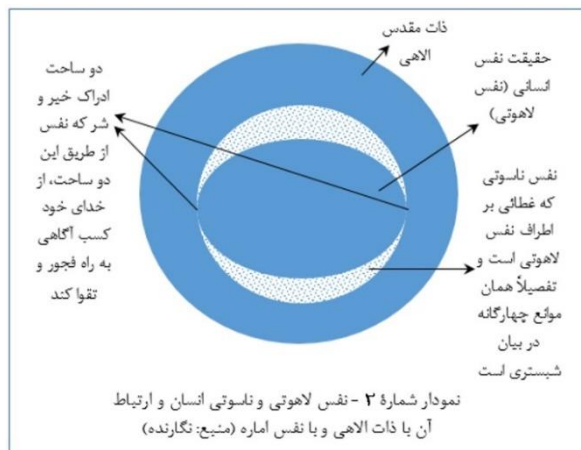 ذات مقدس
الاهی
حقیقت نفس
انسانی (نفس
لاهوتی)
نفس ناسوتی
که غطائی بر
اطراف نفس
لاهوتی است و
تفصیلاً همان
موانع چهارگانه
در بیان
شبستری است
دو ساحت
ادراک خیر و
شر که نفس
از طریق این
دو ساحت، از
خدای خود
کسب آگاهی
به راه فجور و
تقوا کند
نمودار شمارۀ ۲ - نفس لاهوتی و ناسوتی انسان و ارتباط
آن با ذات الاهی و با نفس اماره (منبع: نگارنده)